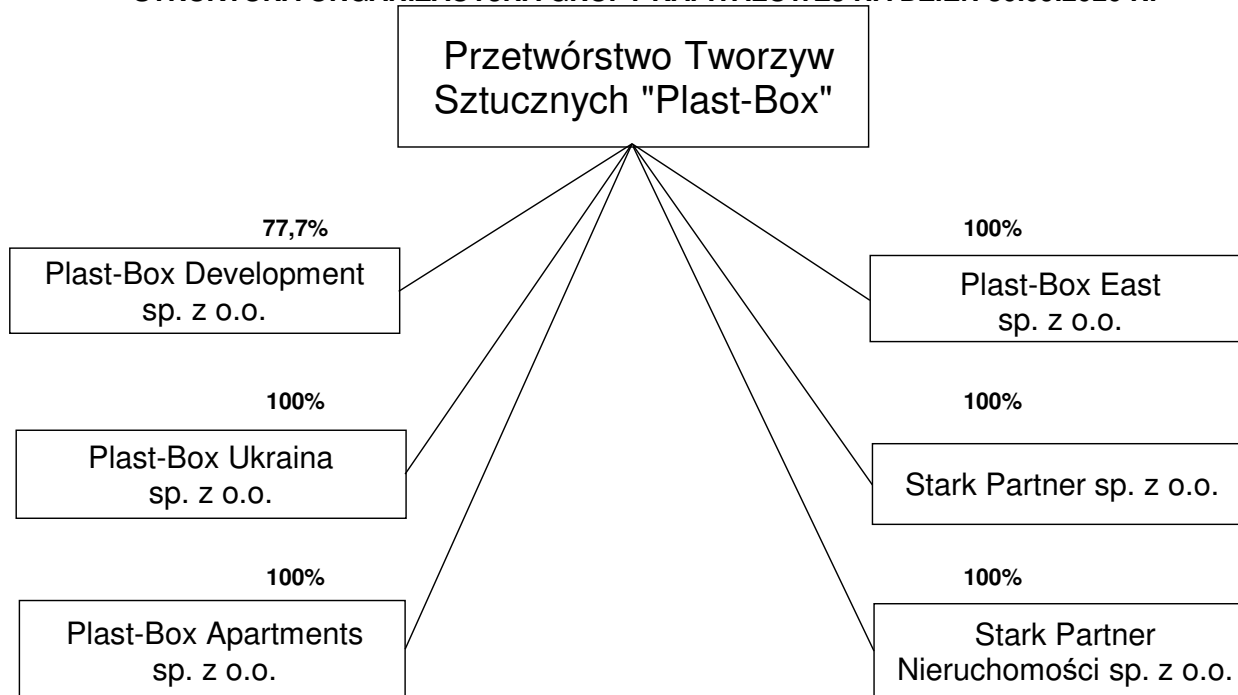 Przetwórstwo Tworzyw
Sztucznych "Plast-Box"
77,7%
100%
Plast-Box Development
sp. z o.o.
Plast-Box East
sp. z o.o.
100%
100%
Plast-Box Ukraina
sp. z o.o.
Stark Partner sp. z o.o.
100%
100%
Plast-Box Apartments
sp. z o.o.
Stark Partner
Nieruchomości sp. z o.o.